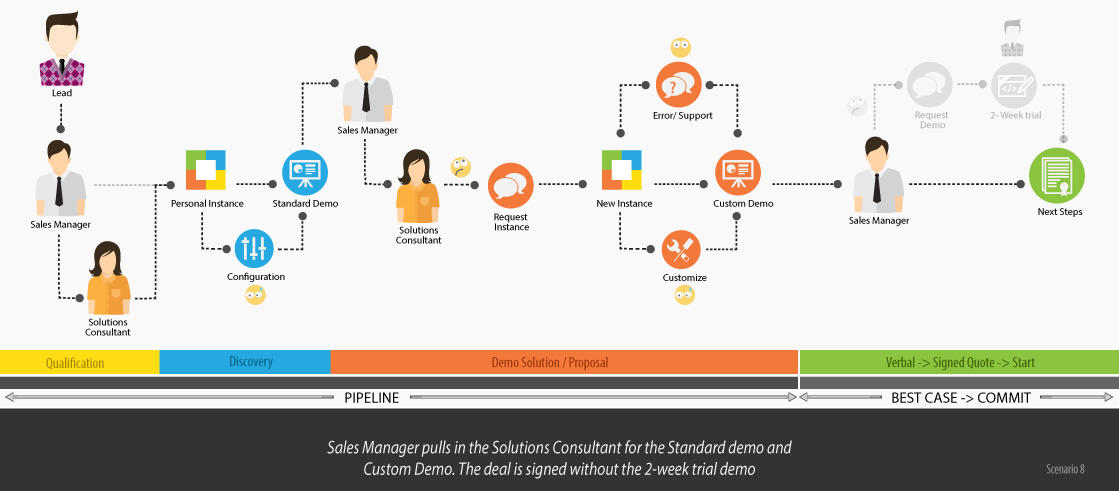 Lead
Sales Manager
Solutions
Consultant
Personal Instance
Configuration
Standard Demo
Sales Manager
Solutions
Consultant
Request
Instance
New Instance
?
Error/ Support
Customize
Custom Demo
Sales Manager
Request
Demo
</>
2- Week trial
Next Steps
Qualification
Discovery
Demo Solution / Proposal
Verbal -> Signed Quote -> Start
PIPELINE
BEST CASE -> COMMIT
Sales Manager pulls in the Solutions Consultant for the Standard demo and
Custom Demo. The deal is signed without the 2-week trial demo
Scenario 8